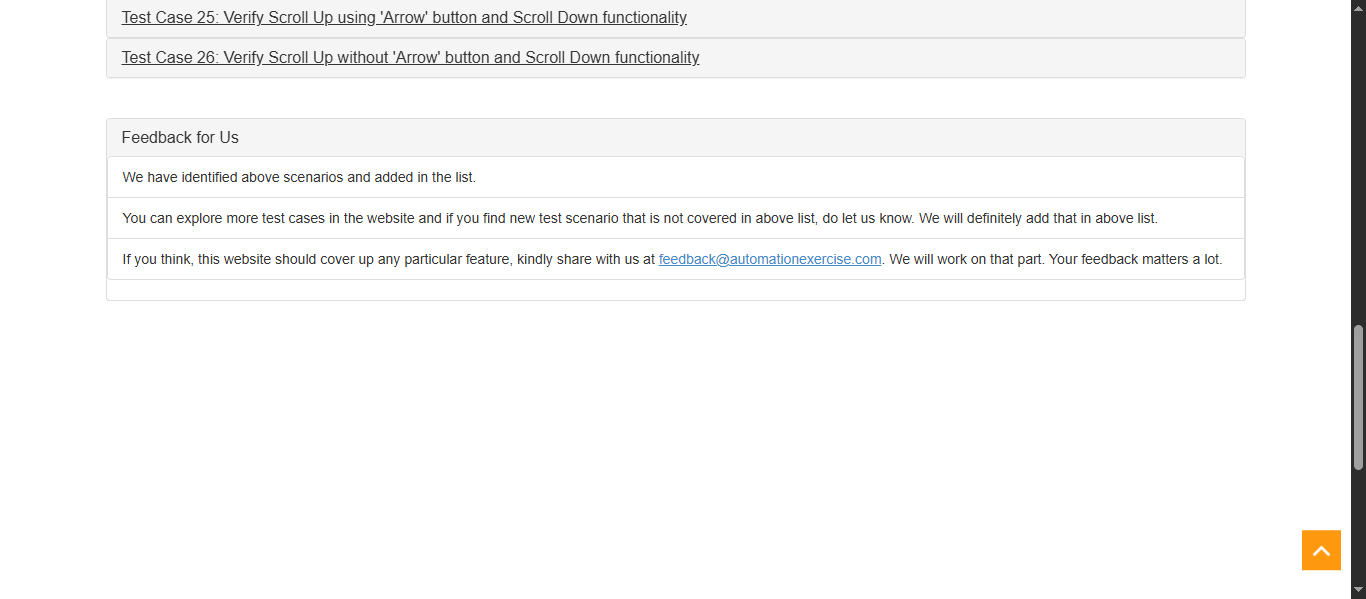 Test Case 25: Verify Scroll Up using 'Arrow' button and Scroll Down functionality
Test Case 26: Verify Scroll Up without 'Arrow' button and Scroll Down functionality
Feedback for Us
We have identified above scenarios and added in the list.
You can explore more test cases in the website and if you find new test scenario that is not covered in above list, do let us know. We will definitely add that in above list.
If you think, this website should cover up any particular feature, kindly share with us at feedback@automationexercise.com. We will work on that part. Your feedback matters a lot.